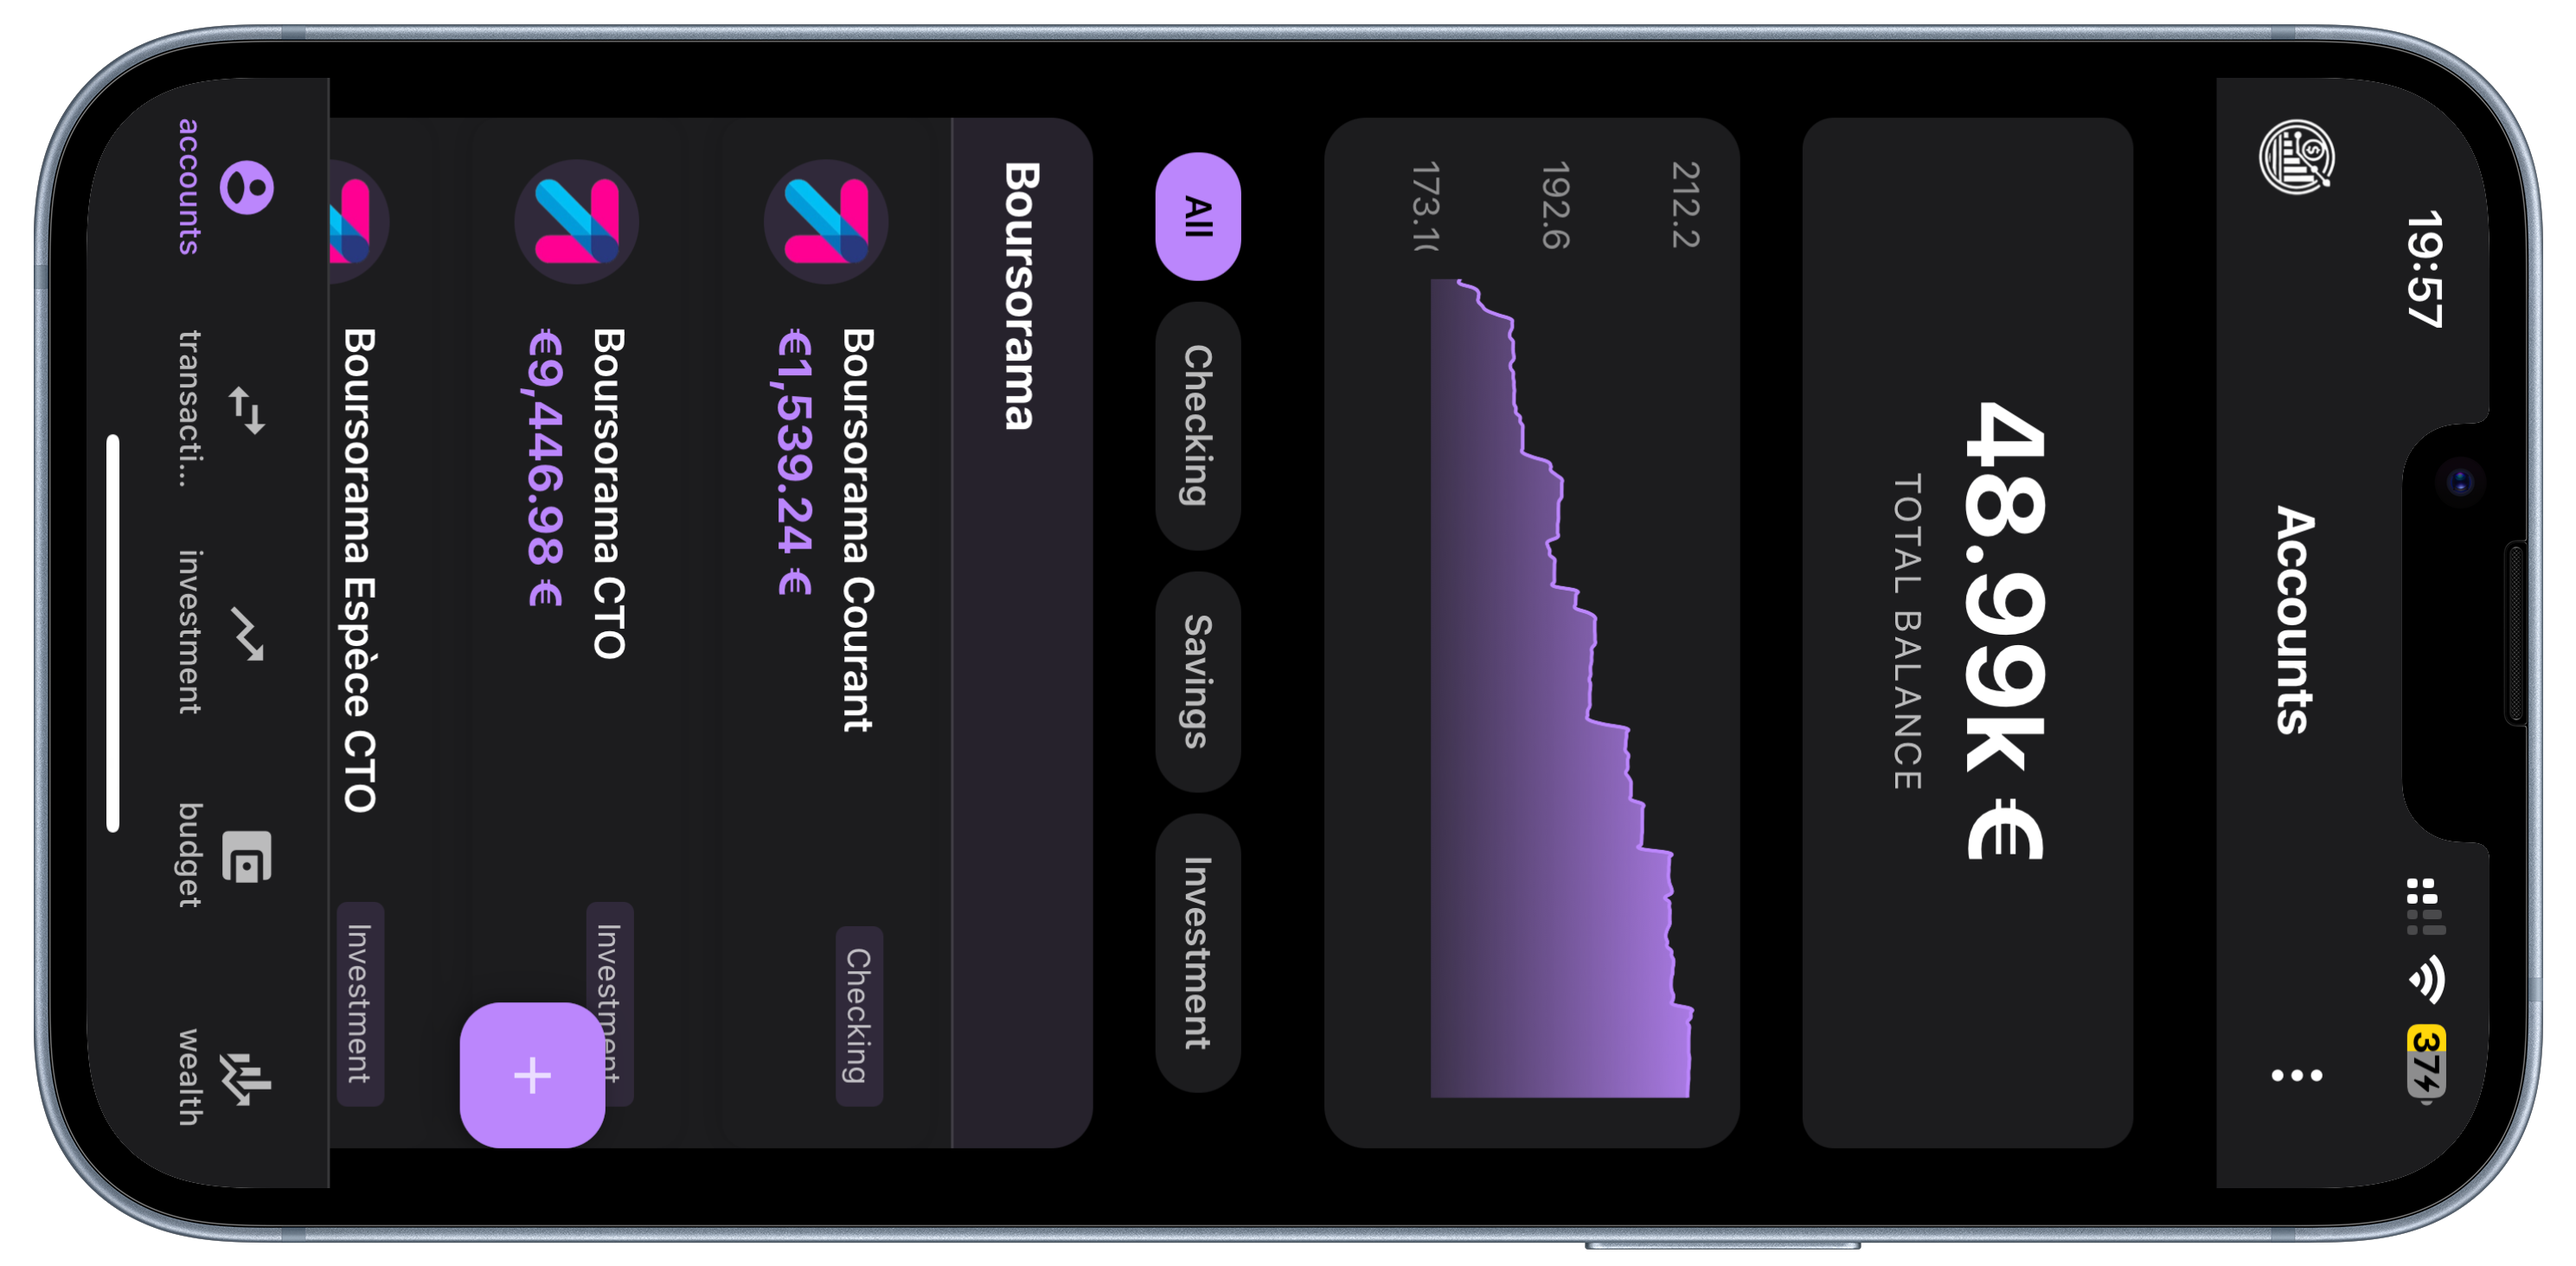 19:57
37
Accounts
48.99k €
TOTAL BALANCE
212.2
192.6
173.1
All
Checking
Savings
Investment
Boursorama
Boursorama Courant
Checking
€1,539.24 €
Boursorama CTO
Investment
€9,446.98 €
+
Boursorama Espèce CTO
Investment
accounts
transacti...
investment
budget
wealth